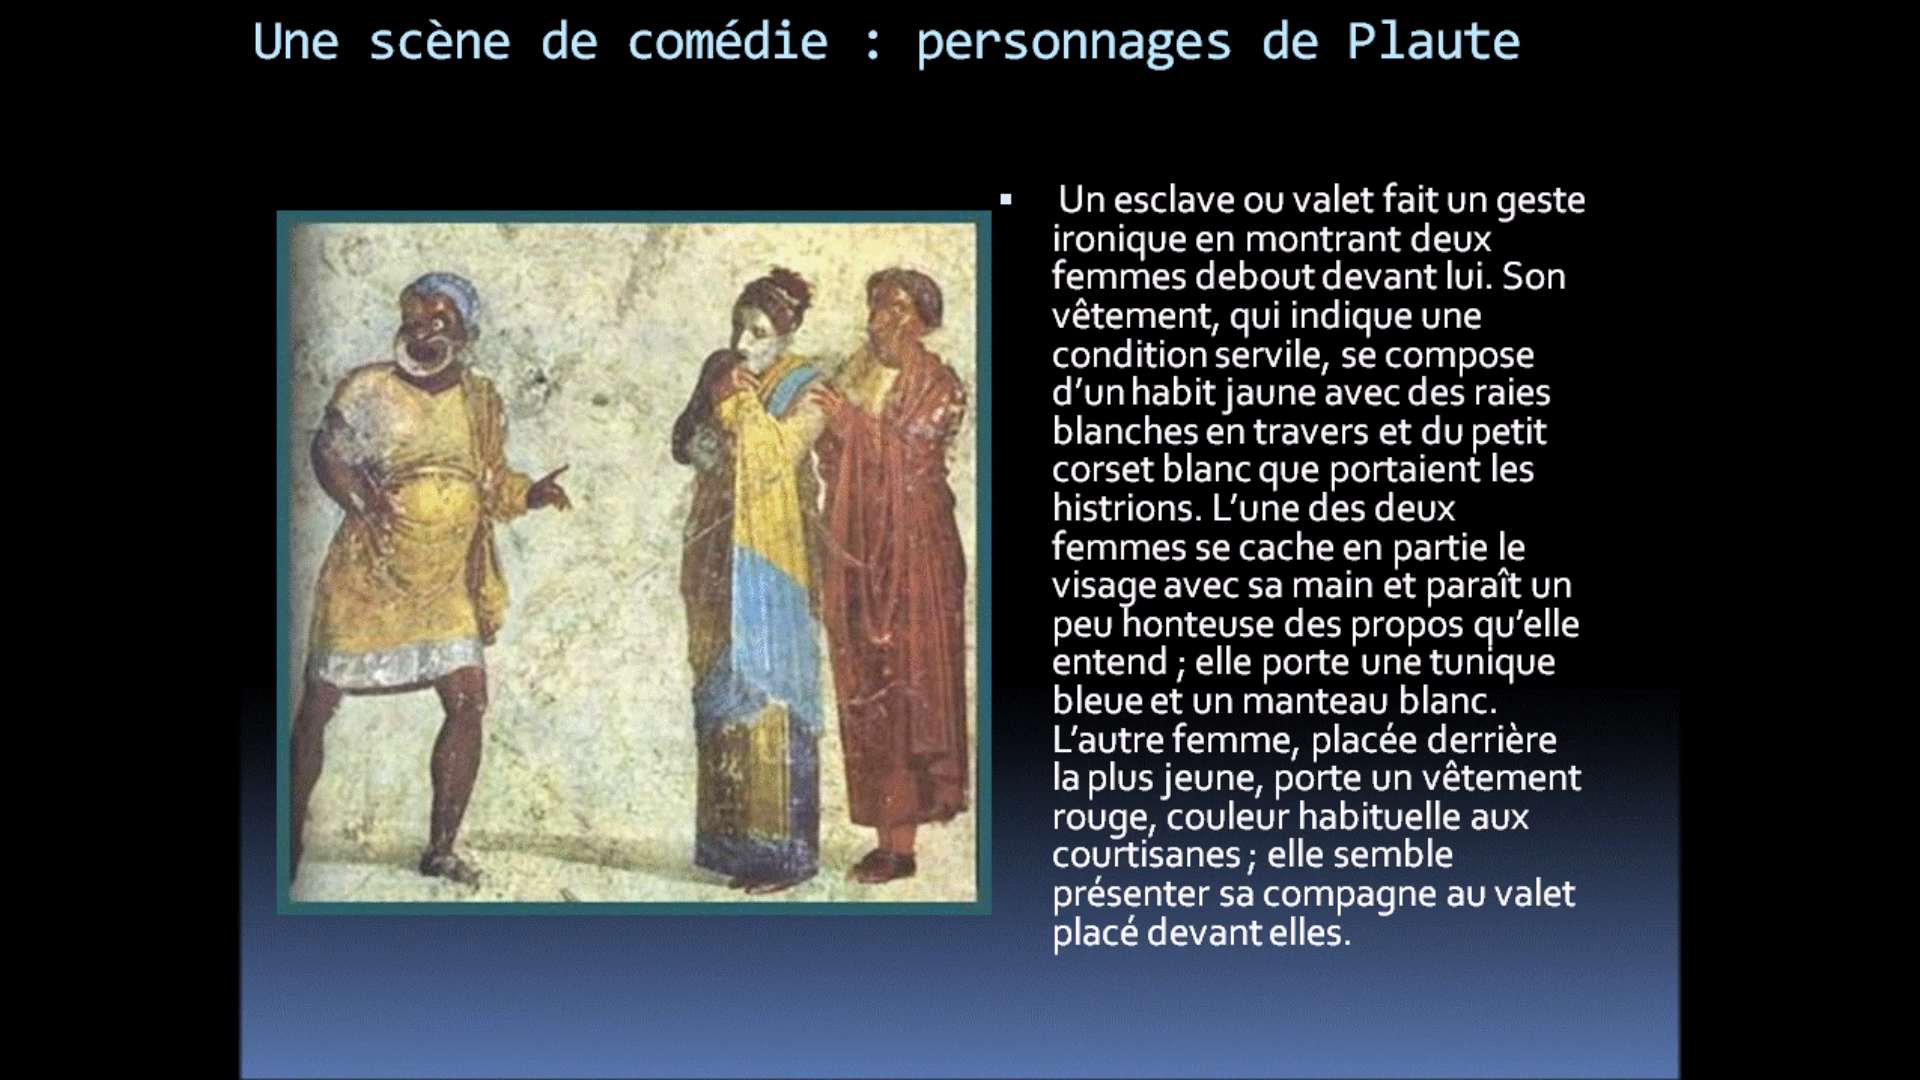 Une scène de comédie : personnages de Plaute
Un esclave ou valet fait un geste
ironique en montrant deux
femmes debout devant lui. Son
vêtement, qui indique une
condition servile, se compose
d’un habit jaune avec des raies
blanches en travers et du petit
corset blanc que portaient les
histrions. L’une des deux
femmes se cache en partie le
visage avec sa main et paraît un
peu honteuse des propos qu’elle
entend ; elle porte une tunique
bleue et un manteau blanc.
L’autre femme, placée derrière
la plus jeune, porte un vêtement
rouge, couleur habituelle aux
courtisanes ; elle semble
présenter sa compagne au valet
placé devant elles.